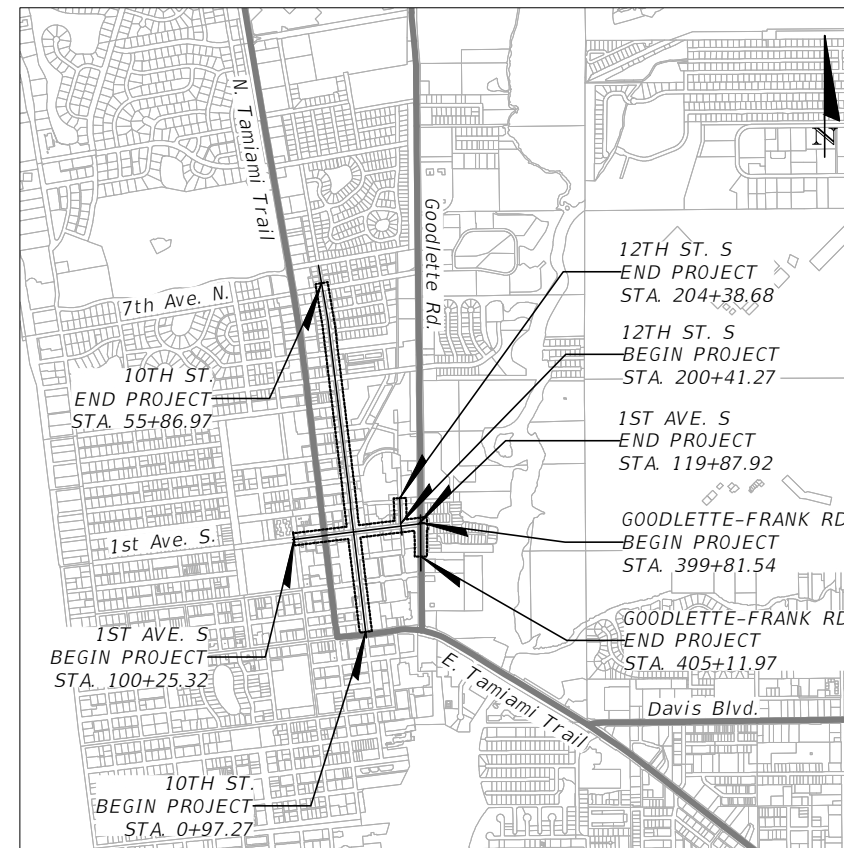 N. Tamiami Trail
N
Goodlette Rd.
12TH ST. S
END PROJECT
STA. 204+38.68
7th Ave. N.
12TH ST. S
BEGIN PROJECT
STA. 200+41.27
10TH ST.
END PROJECT
STA. 55+86.97
1ST AVE. S
END PROJECT
STA. 119+87.92
1st Ave. S.
GOODLETTE-FRANK RD
BEGIN PROJECT
STA. 399+81.54
1ST AVE. S
BEGIN PROJECT
STA. 100+25.32
GOODLETTE-FRANK RD
END PROJECT
STA. 405+11.97
E. Tamiami Trail
Davis Blvd.
10TH ST.
BEGIN PROJECT
STA. 0+97.27